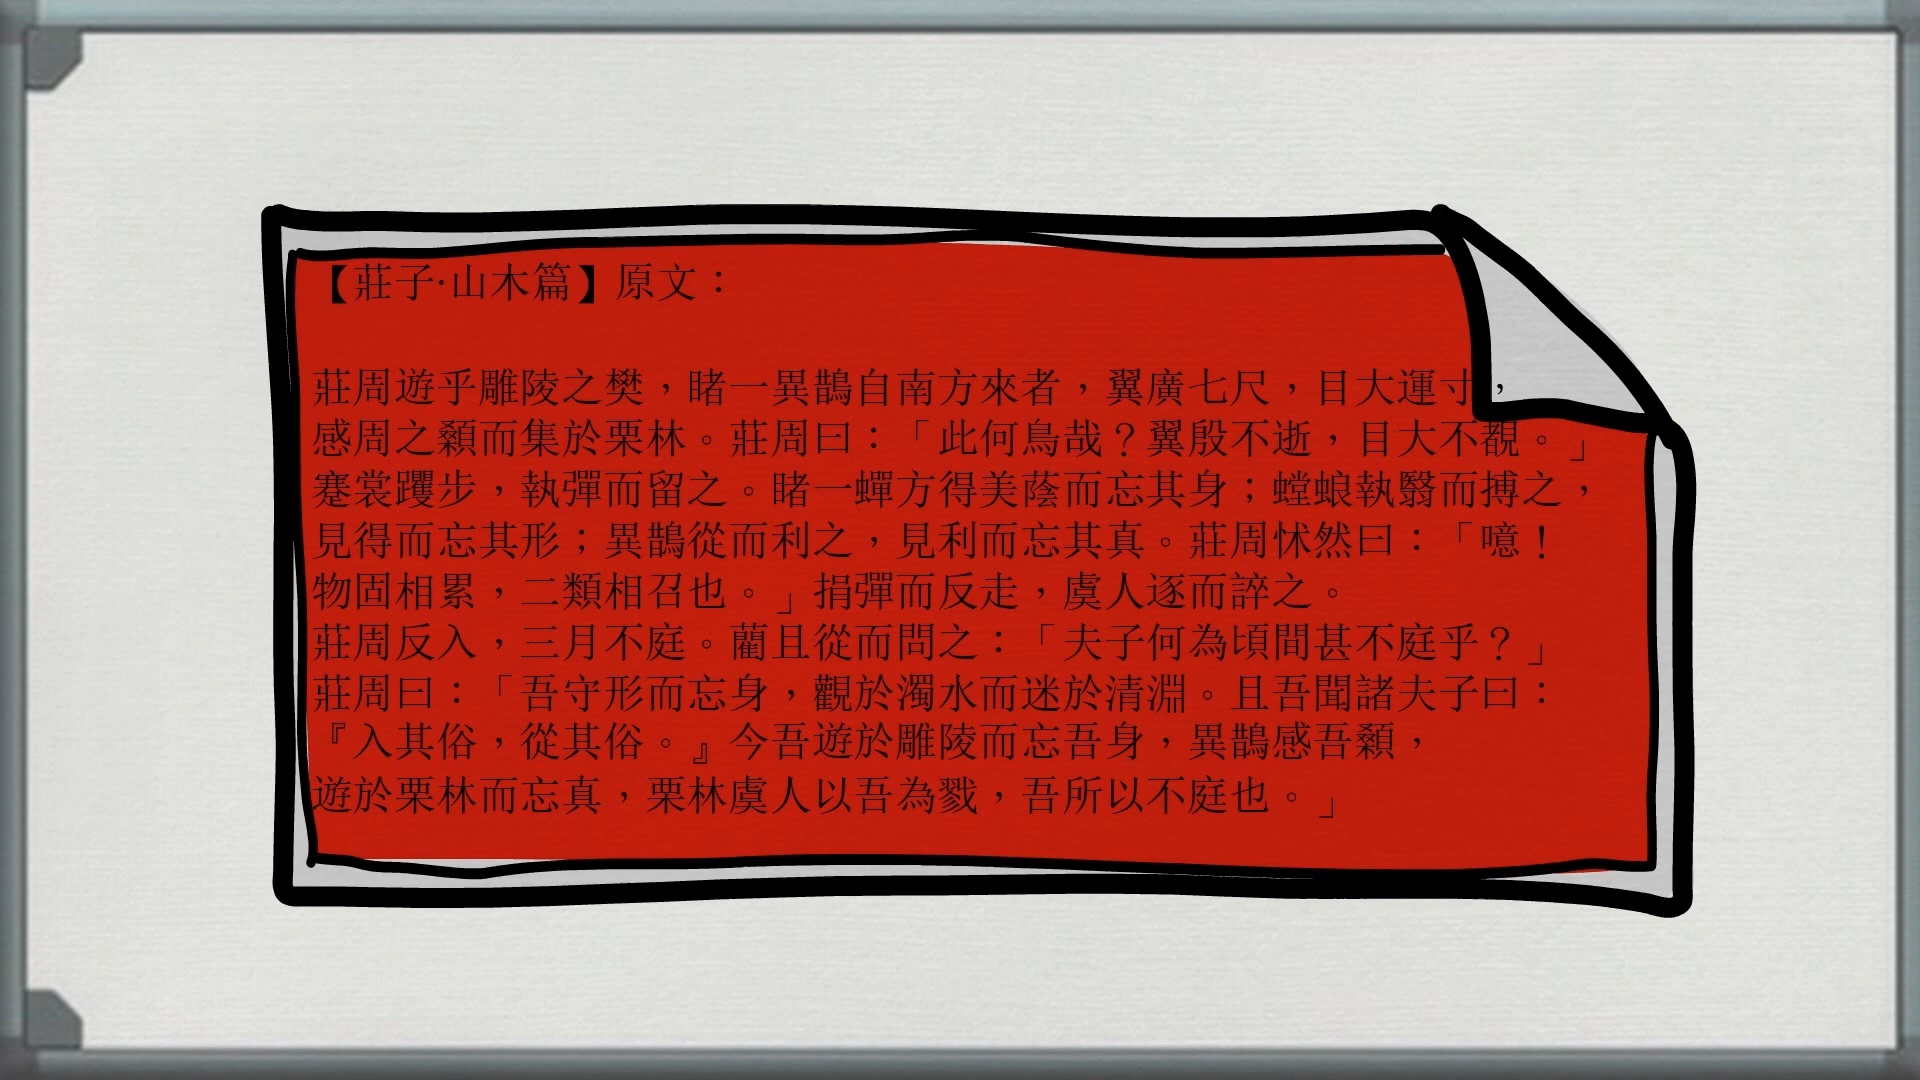 【莊子·山木篇】原文：
莊周遊乎雕陵之樊，睹一異鵲自南方來者，翼廣七尺，目大運寸，
感周之顙而集於栗林。莊周曰：「此何鳥哉？翼殷不逝，目大不覩。」
蹇裳躩步，執彈而留之。睹一蟬方得美蔭而忘其身；螳蜋執翳而搏之，
見得而忘其形；異鵲從而利之，見利而忘其真。莊周怵然曰：「噫！
物固相累，二類相召也。」捐彈而反走，虞人逐而誶之。
莊周反入，三月不庭。藺且從而問之：「夫子何為頃間甚不庭乎？」
莊周曰：「吾守形而忘身，觀於濁水而迷於清淵。且吾聞諸夫子曰：
『入其俗，從其俗。』今吾遊於雕陵而忘吾身，異鵲感吾顙，
遊於栗林而忘真，栗林虞人以吾為戮，吾所以不庭也。」